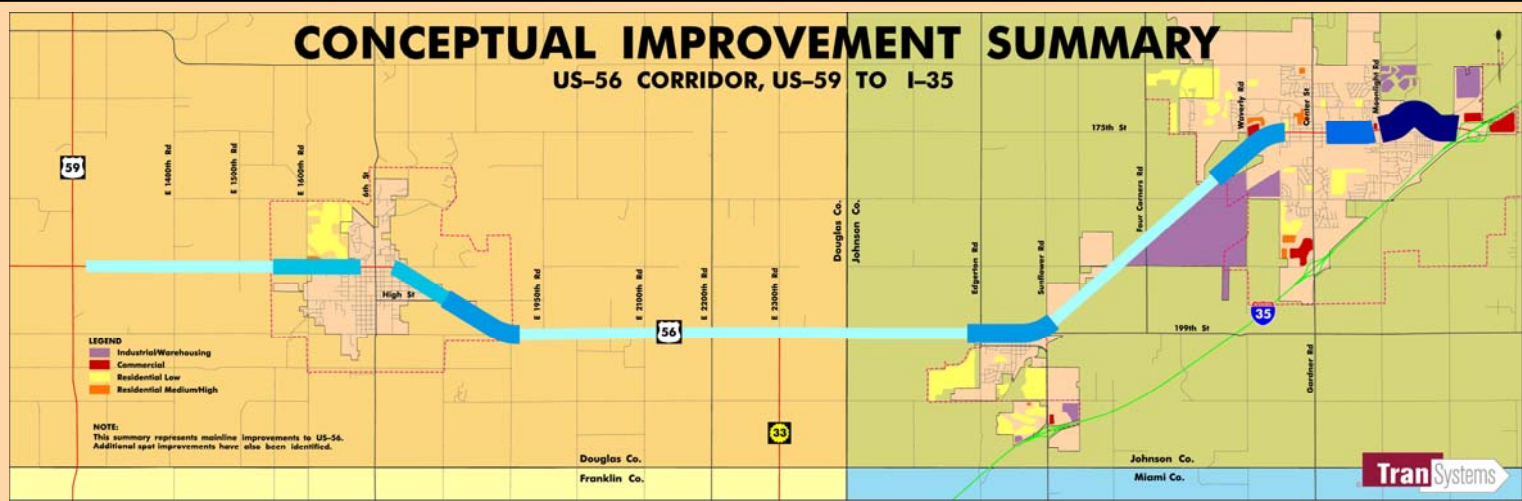 CONCEPTUAL IMPROVEMENT SUMMARY
US-56 CORRIDOR, US-59 TO I-35
59
E 1400th Rd
E 1500th Rd
E 1600th Rd
6th St
High St
E 1950th Rd
E 2100th Rd
E 2200th Rd
E 2300th Rd
56
33
Douglas Co.
Johnson Co.
Edgerton Rd
Sunflower Rd
Four Corners Rd
175th St
Waverly Rd
Center St
Moonlight Rd
35
199th St
Gardner Rd
LEGEND
Industrial/Warehousing
Commercial
Residential Low
Residential Medium/High
NOTE:
This summary represents mainline improvements to US-56.
Additional spot improvements have also been identified.
Douglas Co.
Franklin Co.
Johnson Co.
Miami Co.
TranSystems